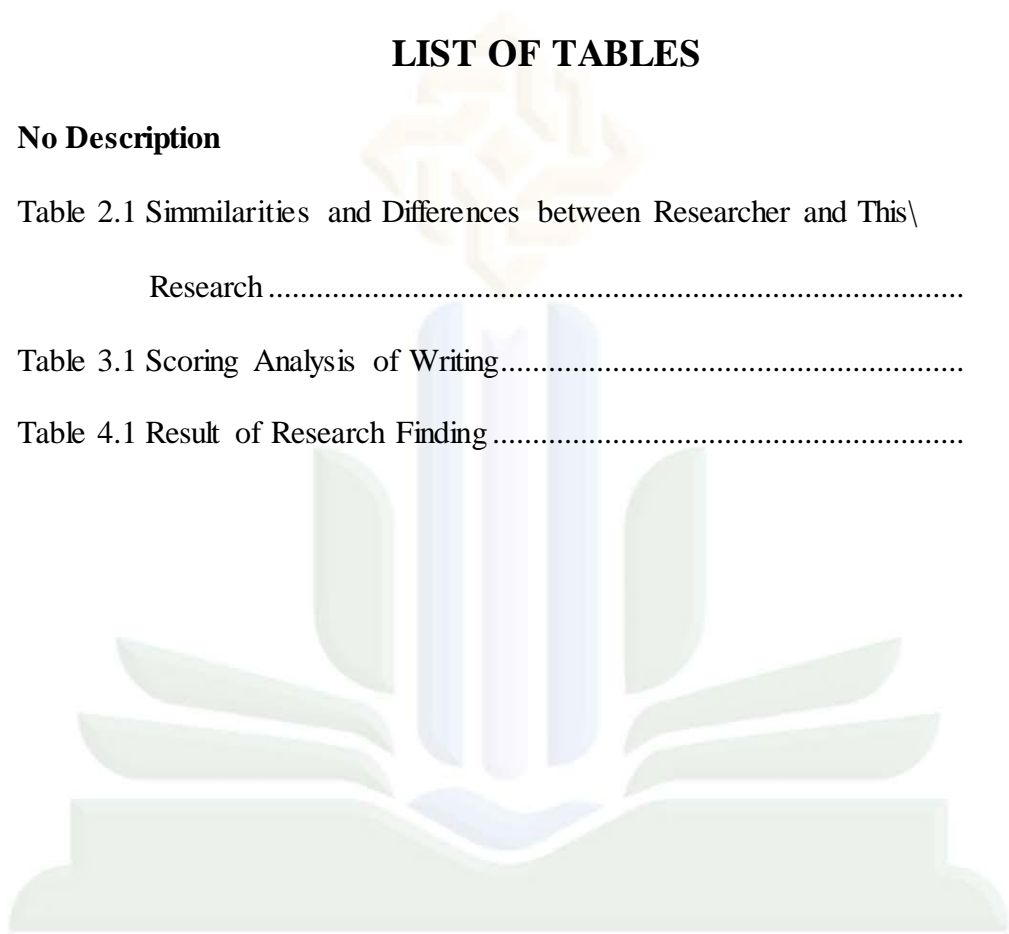 LIST OF TABLES
No Description
Table 2.1 Simmilarities and Differences between Researcher and This\
Research .....................................................................................
Table 3.1 Scoring Analysis of Writing.........................................................
Table 4.1 Result of Research Finding ..........................................................